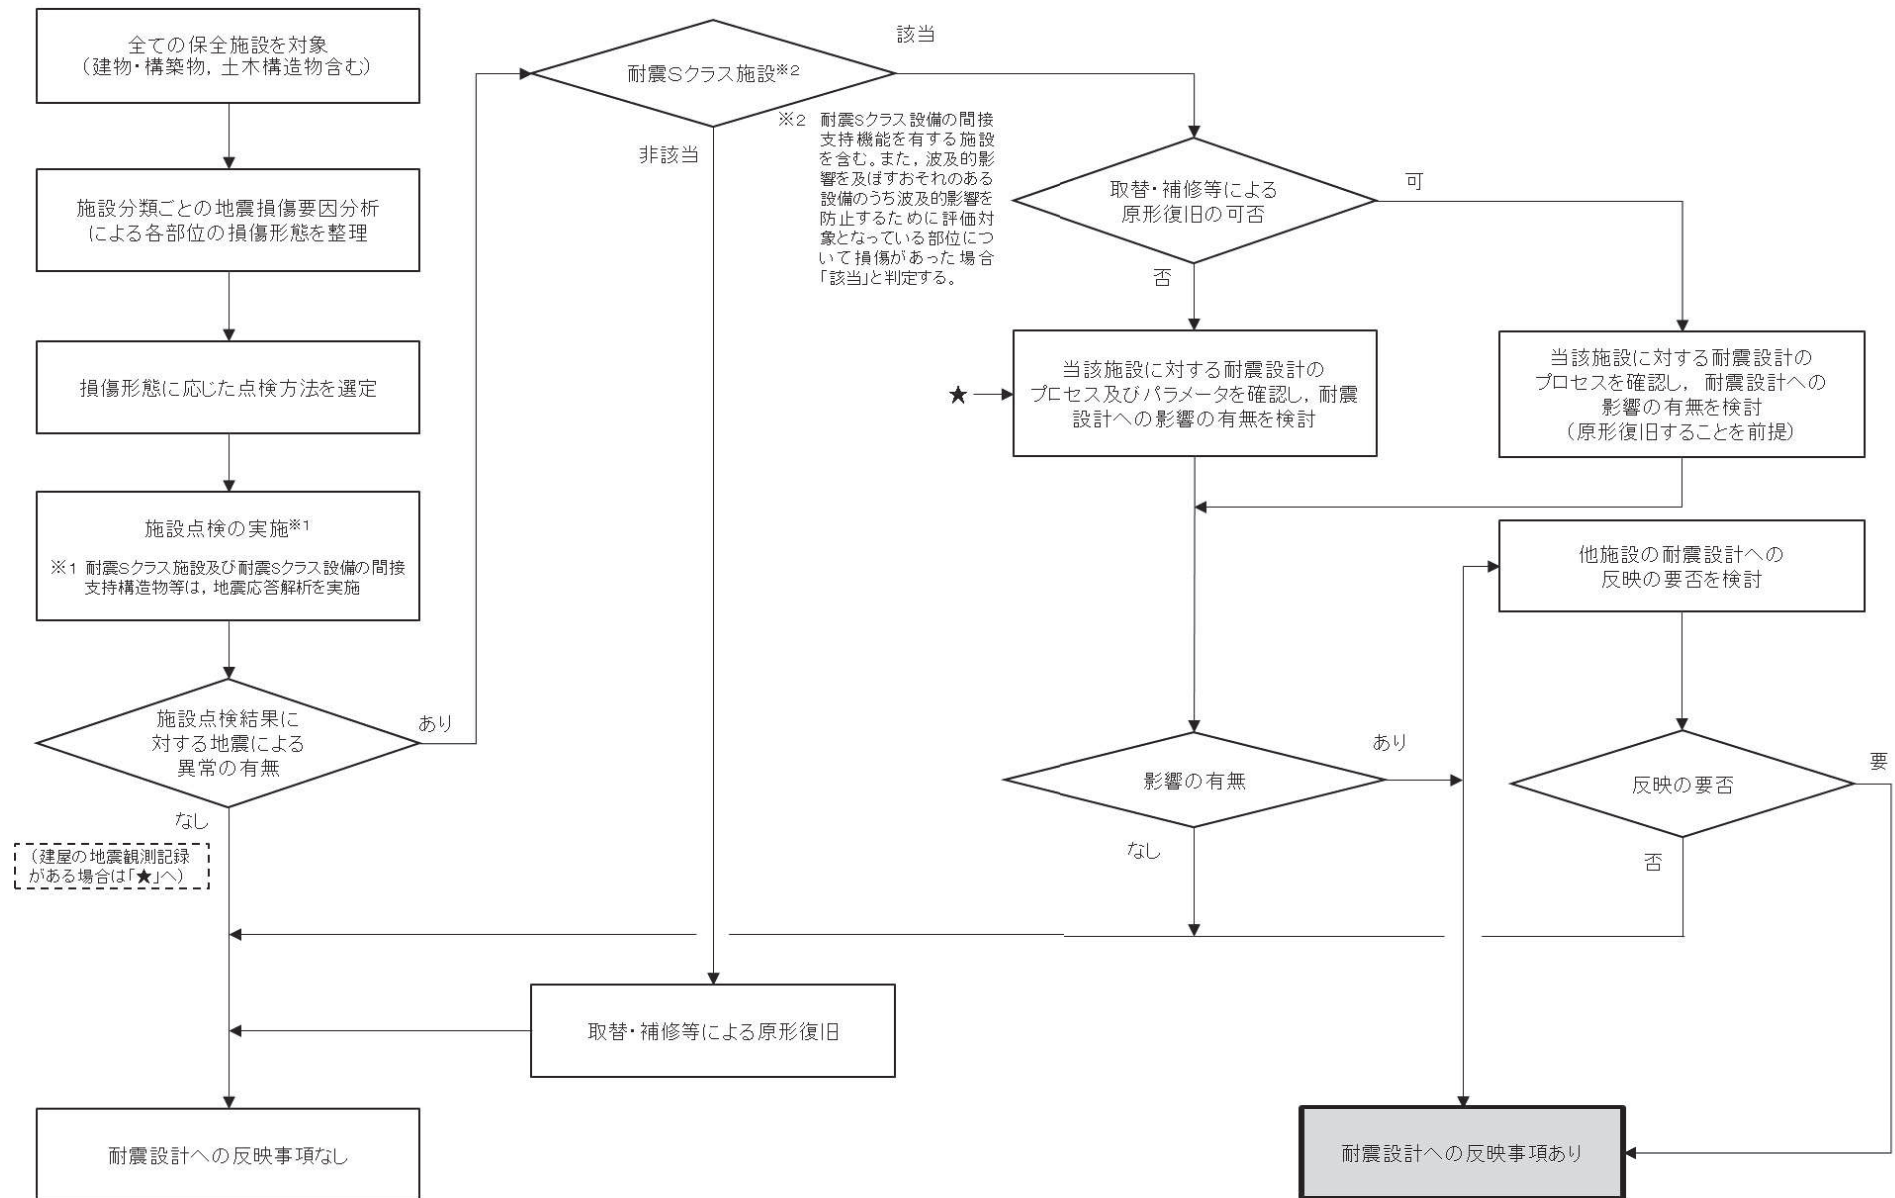 全ての保全施設を対象
（建物・構築物，土木構造物含む）
施設分類ごとの地震損傷要因分析
による各部位の損傷形態を整理
損傷形態に応じた点検方法を選定
施設点検の実施※1
※1 耐震Sクラス施設及び耐震Sクラス設備の間接
支持構造物等は，地震応答解析を実施
施設点検結果に
対する地震による
異常の有無
あり
なし
（建屋の地震観測記録
がある場合は「★」へ）
耐震Sクラス施設※2
該当
非該当
※2 耐震Sクラス設備の間接
支持機能を有する施設
を含む。また，波及的影
響を及ぼすおそれのある
設備のうち波及的影響を
防止するために評価対
象となっている部位につ
いて損傷があった場合
「該当」と判定する。
取替・補修等による
原形復旧の可否
可
否
★
当該施設に対する耐震設計の
プロセス及びパラメータを確認し，耐震
設計への影響の有無を検討
当該施設に対する耐震設計の
プロセスを確認し，耐震設計への
影響の有無を検討
（原形復旧することを前提）
他施設の耐震設計への
反映の要否を検討
影響の有無
あり
なし
反映の要否
要
否
取替・補修等による原形復旧
耐震設計への反映事項なし
耐震設計への反映事項あり